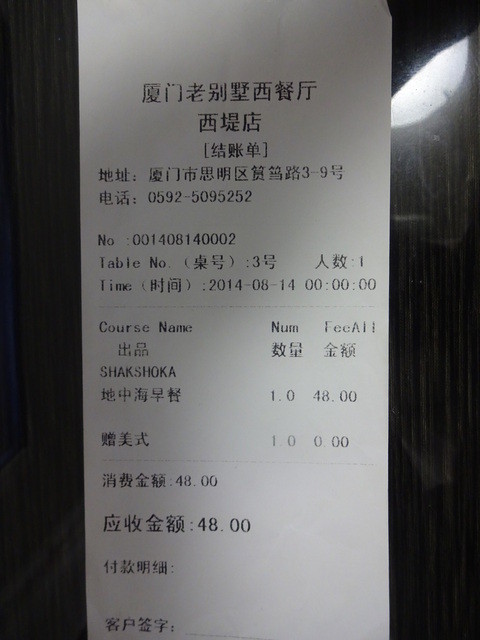 厦门老别墅西餐厅
西堤店
[结账单]
地址: 厦门市思明区篔筜路3-9号
电话: 0592-5095252
No :001408140002
Table No.(桌号):3号 人数:1
Time(时间):2014-08-14 00:00:00
Course Name Num FeeAll
出品 数量 金额
SHAKSHOKA
地中海早餐 1.0 48.00
赠美式 1.0 0.00
消费金额:48.00
应收金额:48.00
付款明细:
客户签字: